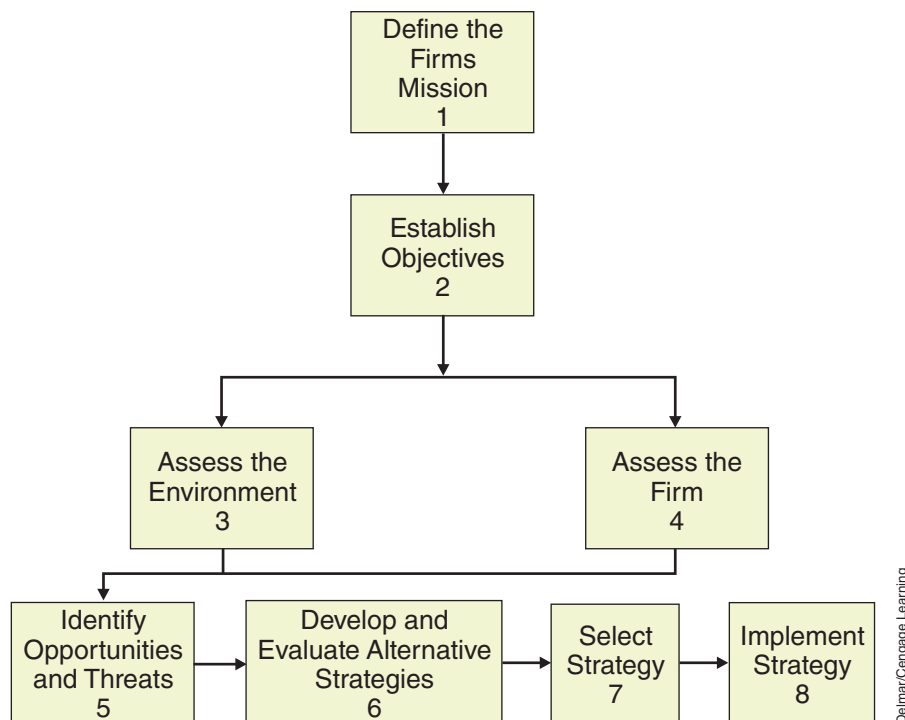 Define the
Firms
Mission
1
Establish
Objectives
2
Assess the
Environment
3
Assess the
Firm
4
Identify
Opportunities
and Threats
5
Develop and
Evaluate Alternative
Strategies
6
Select
Strategy
7
Implement
Strategy
8
Delmar/Cengage Learning